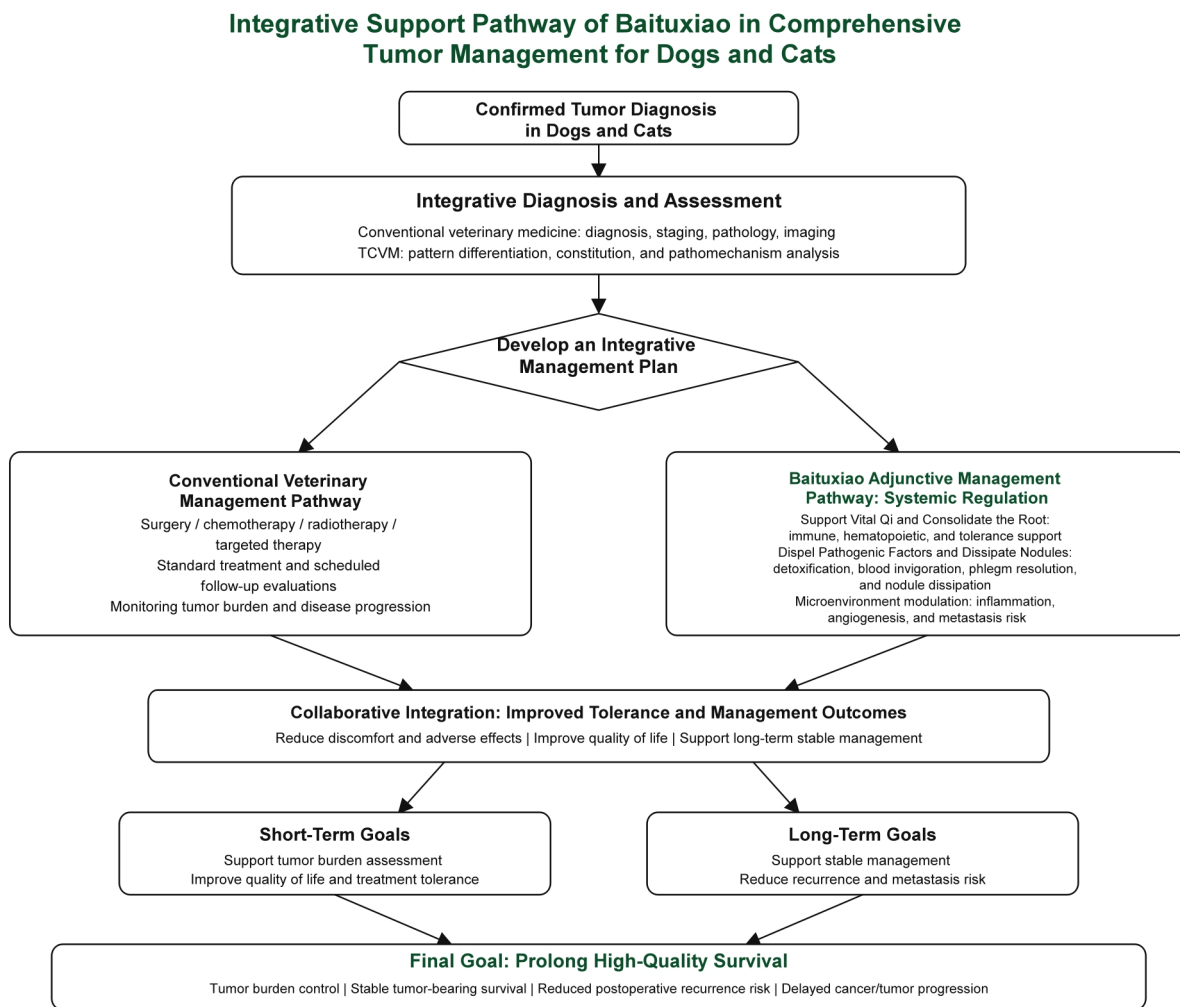 Integrative Support Pathway of Baituxiao in Comprehensive
Tumor Management for Dogs and Cats
Confirmed Tumor Diagnosis
in Dogs and Cats
Integrative Diagnosis and Assessment
Conventional veterinary medicine: diagnosis, staging, pathology, imaging
TCVM: pattern differentiation, constitution, and pathomechanism analysis
Develop an Integrative
Management Plan
Conventional Veterinary
Management Pathway
Surgery / chemotherapy / radiotherapy /
targeted therapy
Standard treatment and scheduled
follow-up evaluations
Monitoring tumor burden and disease progression
Baituxiao Adjunctive Management
Pathway: Systemic Regulation
Support Vital Qi and Consolidate the Root:
immune, hematopoietic, and tolerance support
Dispel Pathogenic Factors and Dissipate Nodules:
detoxification, blood invigoration, phlegm resolution,
and nodule dissipation
Microenvironment modulation: inflammation,
angiogenesis, and metastasis risk
Collaborative Integration: Improved Tolerance and Management Outcomes
Reduce discomfort and adverse effects | Improve quality of life | Support long-term stable management
Short-Term Goals
Support tumor burden assessment
Improve quality of life and treatment tolerance
Long-Term Goals
Support stable management
Reduce recurrence and metastasis risk
Final Goal: Prolong High-Quality Survival
Tumor burden control | Stable tumor-bearing survival | Reduced postoperative recurrence risk | Delayed cancer/tumor progression